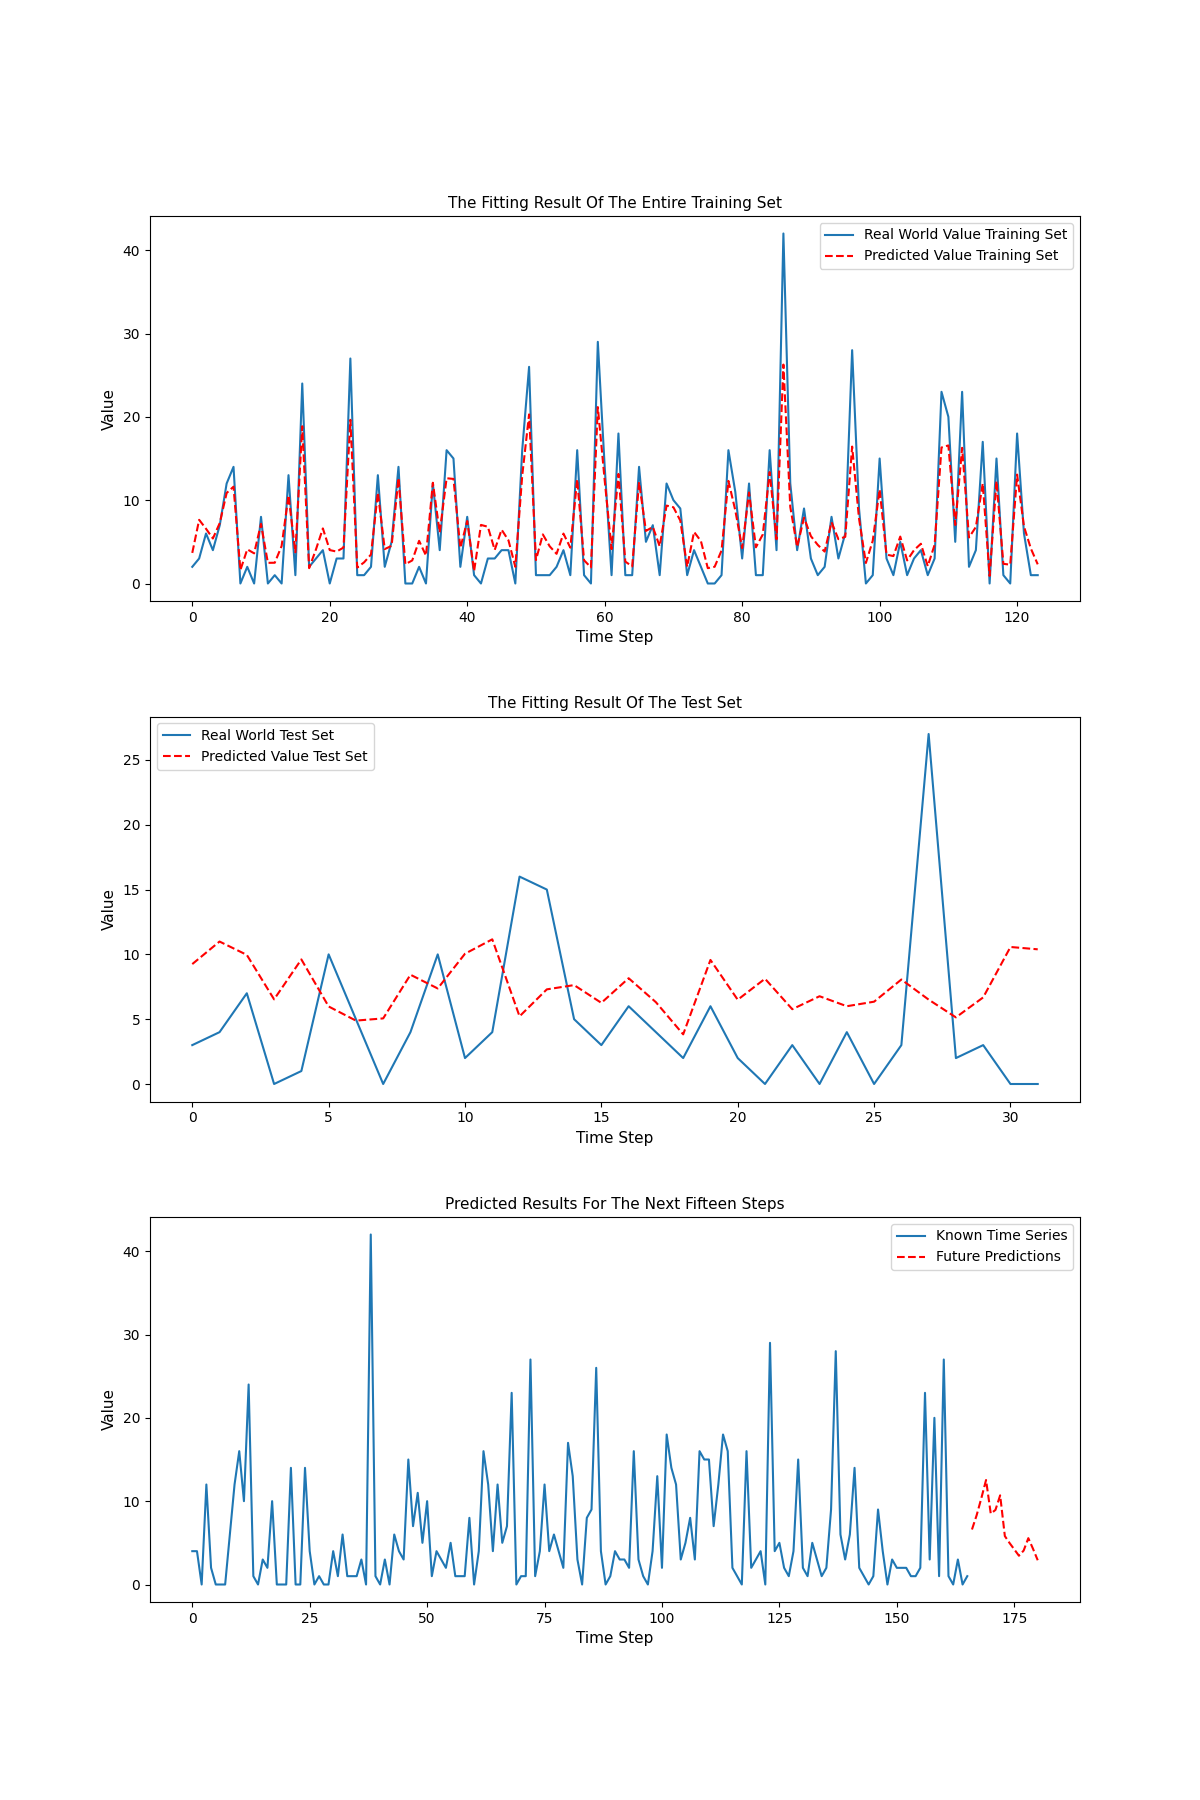 The Fitting Result Of The Entire Training Set
Real World Value Training Set
Predicted Value Training Set
Value
40
30
20
10
0
0 20 40 60 80 100 120
Time Step
The Fitting Result Of The Test Set
Real World Test Set
Predicted Value Test Set
Value
25
20
15
10
5
0
0 5 10 15 20 25 30
Time Step
Predicted Results For The Next Fifteen Steps
Known Time Series
Future Predictions
Value
40
30
20
10
0
0 25 50 75 100 125 150 175
Time Step